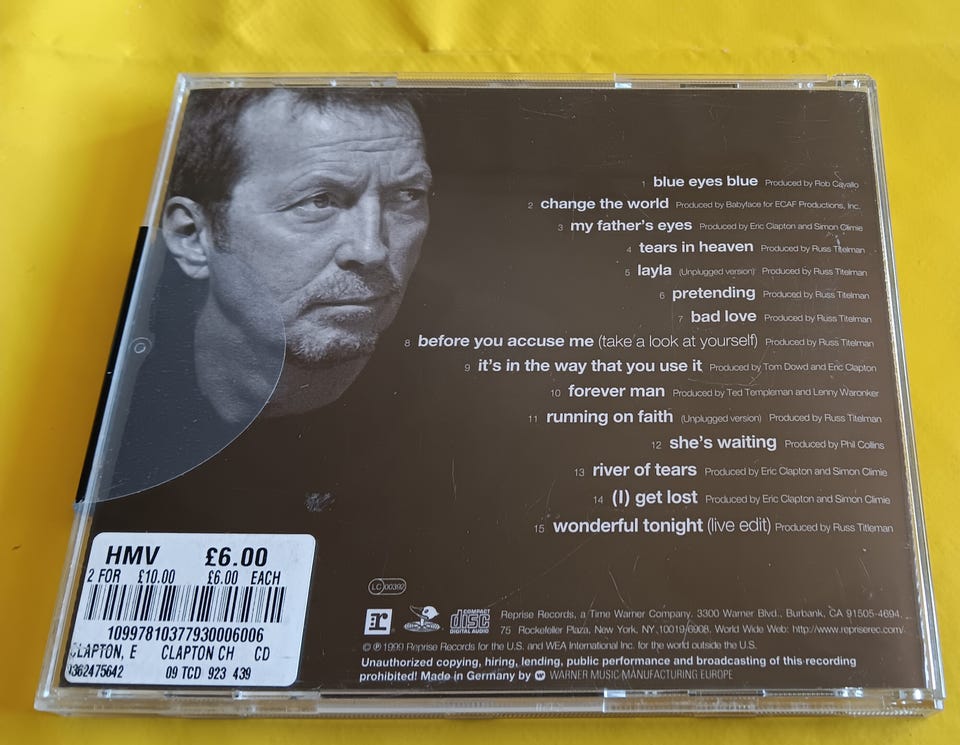 1 blue eyes blue Produced by Rob Cavallo
2 change the world Produced by Babyface for ECAF Productions, Inc.
3 my father's eyes Produced by Eric Clapton and Simon Climie
4 tears in heaven Produced by Russ Titelman
5 layla (Unplugged version) Produced by Russ Titelman
6 pretending Produced by Russ Titelman
7 bad love Produced by Russ Titelman
8 before you accuse me (take a look at yourself) Produced by Russ Titelman
9 it's in the way that you use it Produced by Tom Dowd and Eric Clapton
10 forever man Produced by Ted Templeman and Lenny Waronker
11 running on faith (Unplugged version) Produced by Russ Titelman
12 she's waiting Produced by Phil Collins
13 river of tears Produced by Eric Clapton and Simon Climie
14 (I) get lost Produced by Eric Clapton and Simon Climie
15 wonderful tonight (live edit) Produced by Russ Titleman
HMV £6.00
2 FOR £10.00 £6.00 EACH
10997810377930006006
CLAPTON, E CLAPTON CH CD
09 TCD 923 439
LC 00392
r
COMPACT disc DIGITAL AUDIO
Reprise Records, a Time Warner Company. 3300 Warner Blvd., Burbank, CA 91505-4694.
75 Rockefeller Plaza, New York, NY.10019/6908. World Wide Web: http://www.repriserec.com/
© ℗ 1999 Reprise Records for the U.S. and WEA International Inc. for the world outside the U.S.
Unauthorized copying, hiring, lending, public performance and broadcasting of this recording
prohibited! Made in Germany by WARNER MUSIC MANUFACTURING EUROPE